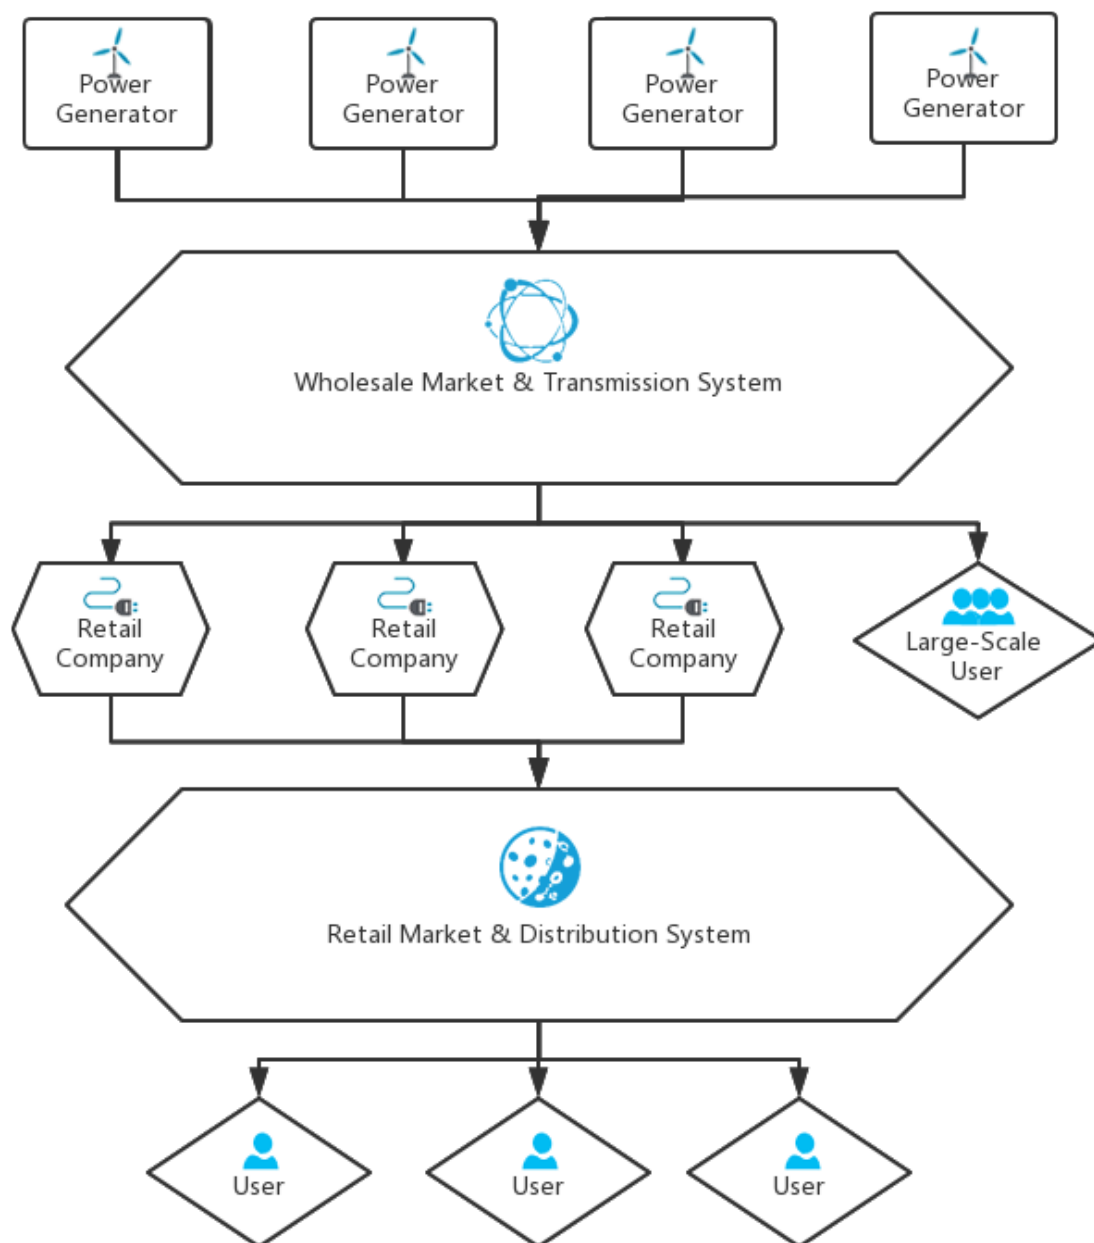 Power
Generator
Power
Generator
Power
Generator
Power
Generator
Wholesale Market & Transmission System
Retail
Company
Retail
Company
Retail
Company
Large-Scale
User
Retail Market & Distribution System
User
User
User